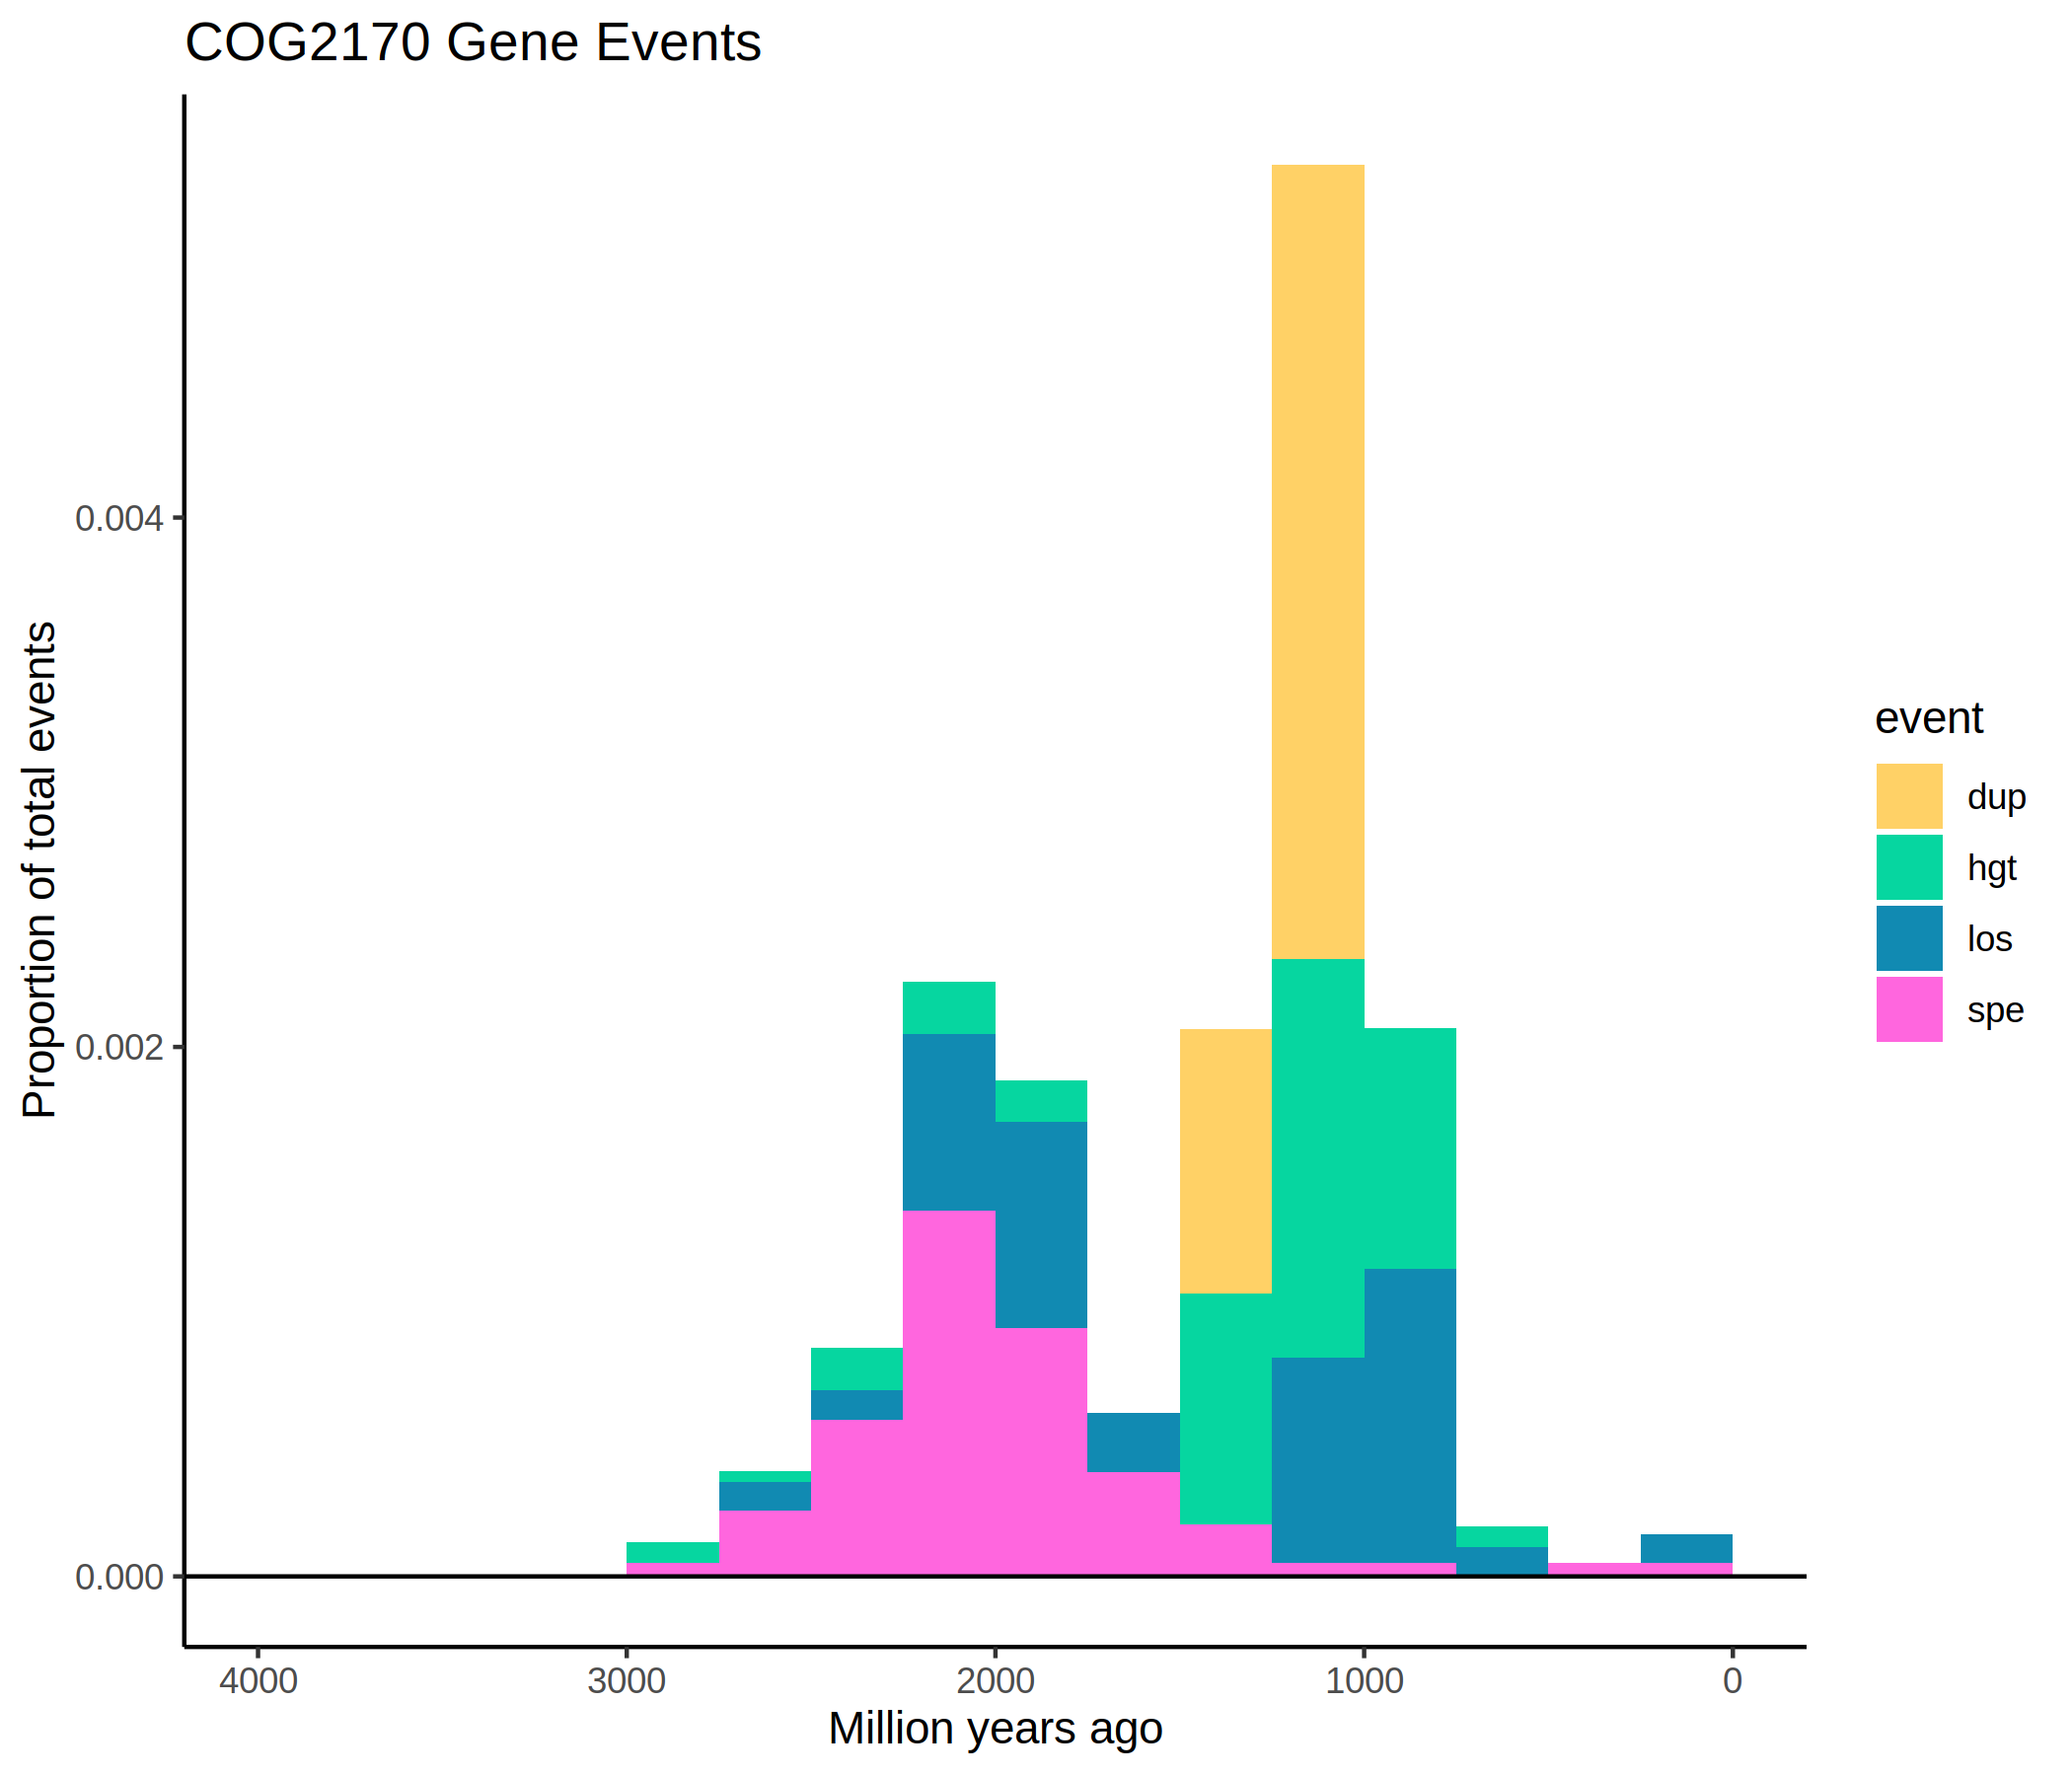 COG2170 Gene Events
Proportion of total events
0.004
0.002
0.000
4000 3000 2000 1000 0
Million years ago
event
dup
hgt
los
spe